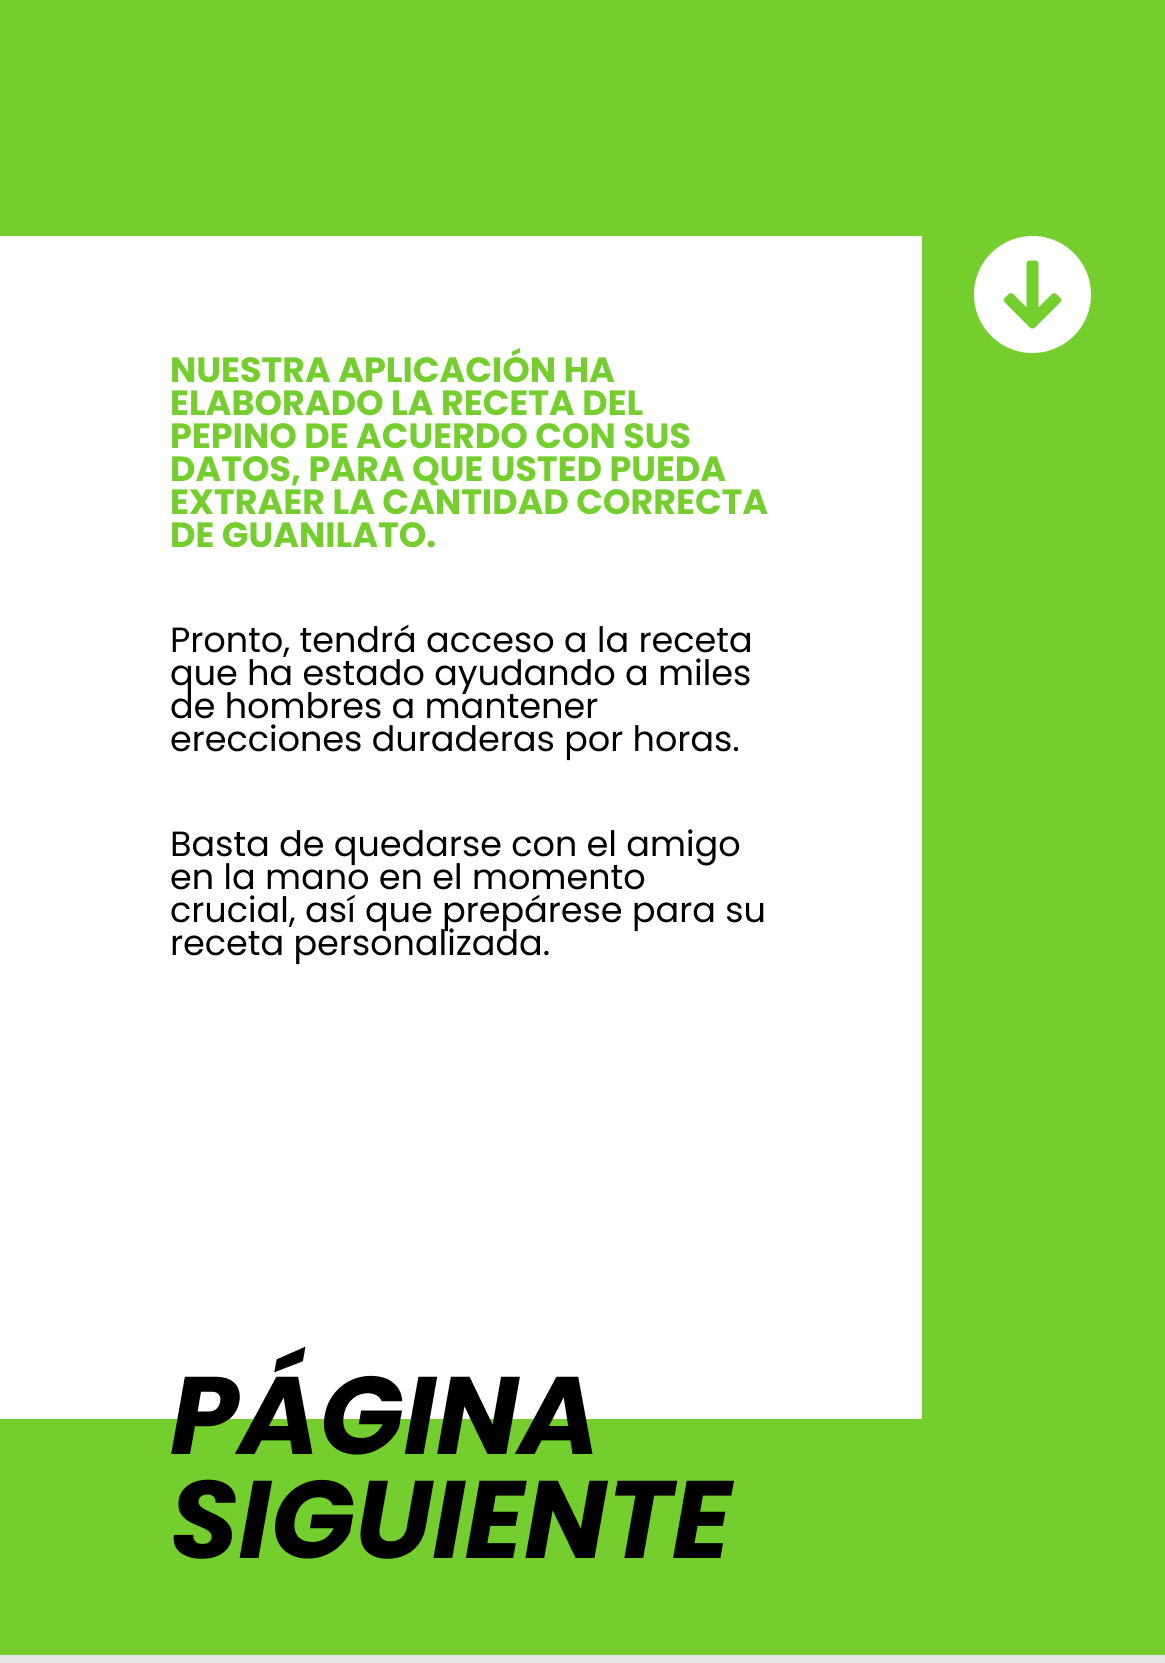 NUESTRA APLICACIÓN HA
ELABORADO LA RECETA DEL
PEPINO DE ACUERDO CON SUS
DATOS, PARA QUE USTED PUEDA
EXTRAER LA CANTIDAD CORRECTA
DE GUANILATO.
Pronto, tendrá acceso a la receta
que ha estado ayudando a miles
de hombres a mantener
erecciones duraderas por horas.
Basta de quedarse con el amigo
en la mano en el momento
crucial, así que prepárese para su
receta personalizada.
PÁGINA
SIGUIENTE